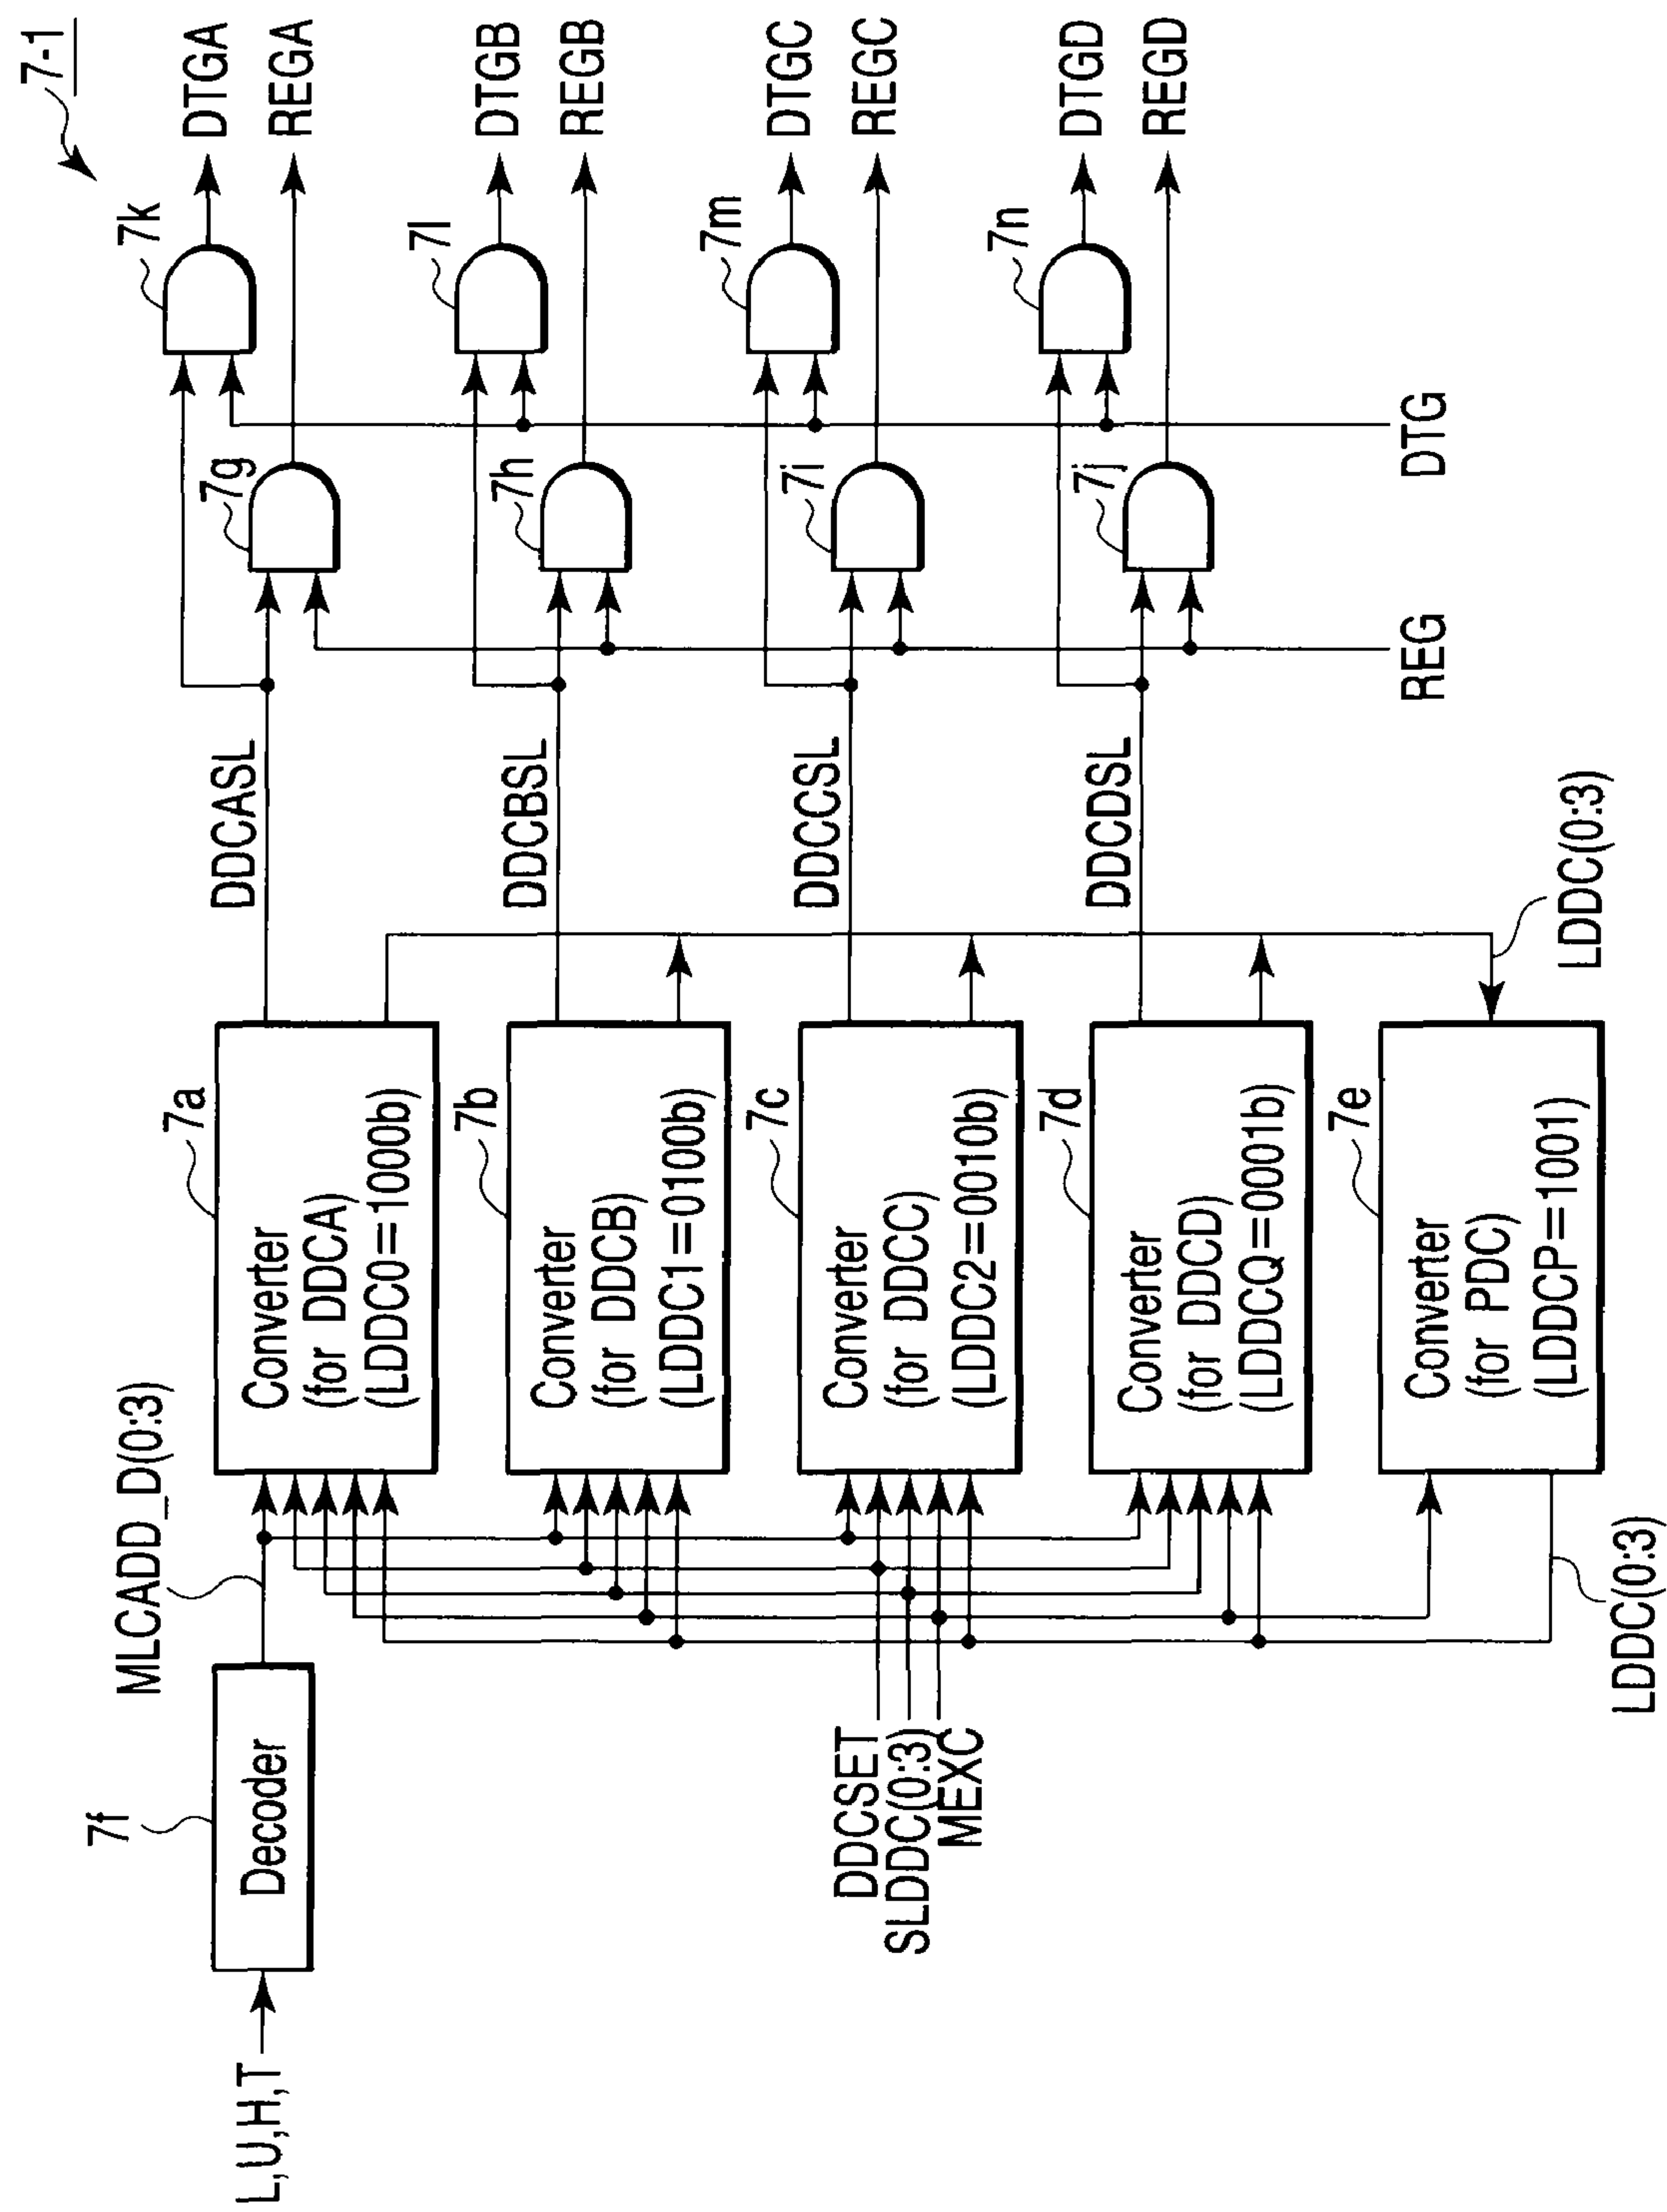 7-1
L,U,H,T
7f
Decoder
MLCADD_D(0:3)
7a
Converter
(for DDCA)
(LDDC0=1000b)
DDCASL
7g
7k
DTGA
REGA
7b
Converter
(for DDCB)
(LDDC1=0100b)
DDCBSL
7h
7l
DTGB
REGB
DDCSET
SLDDC(0:3)
MEXC
7c
Converter
(for DDCC)
(LDDC2=0010b)
DDCCSL
7i
7m
DTGC
REGC
7d
Converter
(for DDCD)
(LDDCQ=0001b)
DDCDSL
7j
7n
DTGD
REGD
7e
Converter
(for PDC)
(LDDCP=1001)
LDDC(0:3)
LDDC(0:3)
REG
DTG